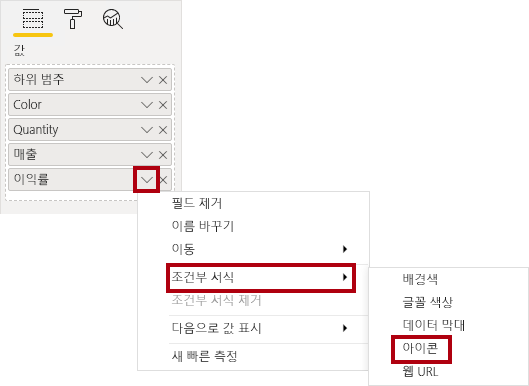 값
하위 범주
Color
Quantity
매출
이익률
필드 제거
이름 바꾸기
이동
조건부 서식
조건부 서식 제거
다음으로 값 표시
새 빠른 측정
배경색
글꼴 색상
데이터 막대
아이콘
웹 URL